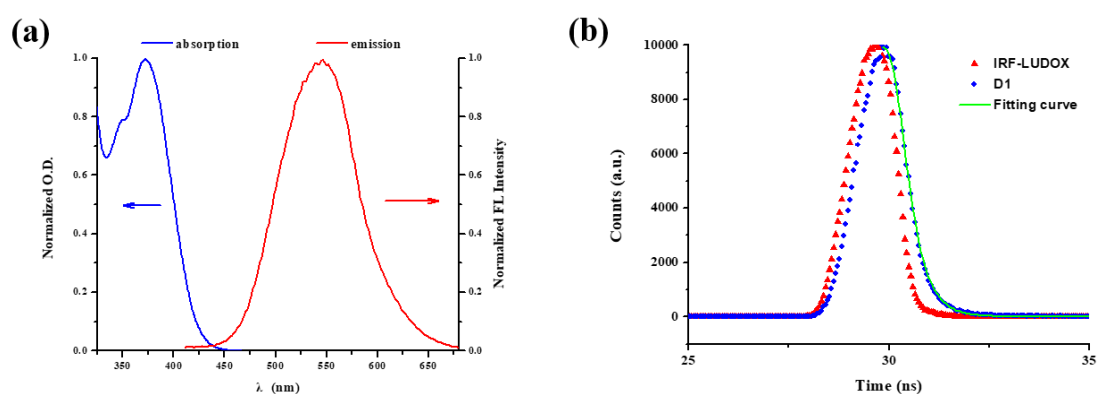 (a)
absorption
emission
Normalized O.D.
1.0
0.8
0.6
0.4
0.2
0.0
350 400 450 500 550 600 650
λ (nm)
1.0
0.8
0.6
0.4
0.2
0.0
Normalized FL Intensity
(b)
Counts (a.u.)
10000
8000
6000
4000
2000
0
25 30 35
Time (ns)
IRF-LUDOX
D1
Fitting curve